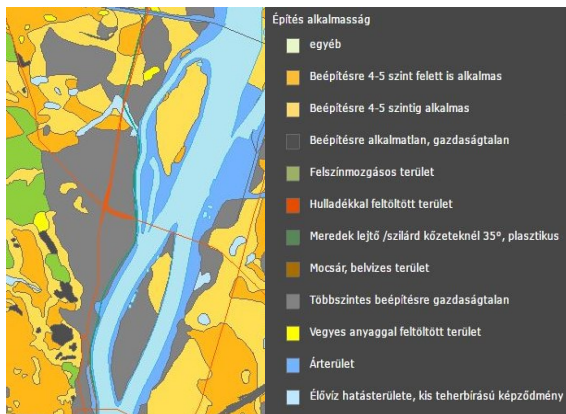 Építés alkalmasság
egyéb
Beépítésre 4-5 szint felett is alkalmas
Beépítésre 4-5 szintig alkalmas
Beépítésre alkalmatlan, gazdaságtalan
Felszínmozgásos terület
Hulladékkal feltöltött terület
Meredek lejtő /szilárd kőzeteknél 35º, plasztikus
Mocsár, belvizes terület
Többszintes beépítésre gazdaságtalan
Vegyes anyaggal feltöltött terület
Árterület
Élővíz hatásterülete, kis teherbírású képződmény